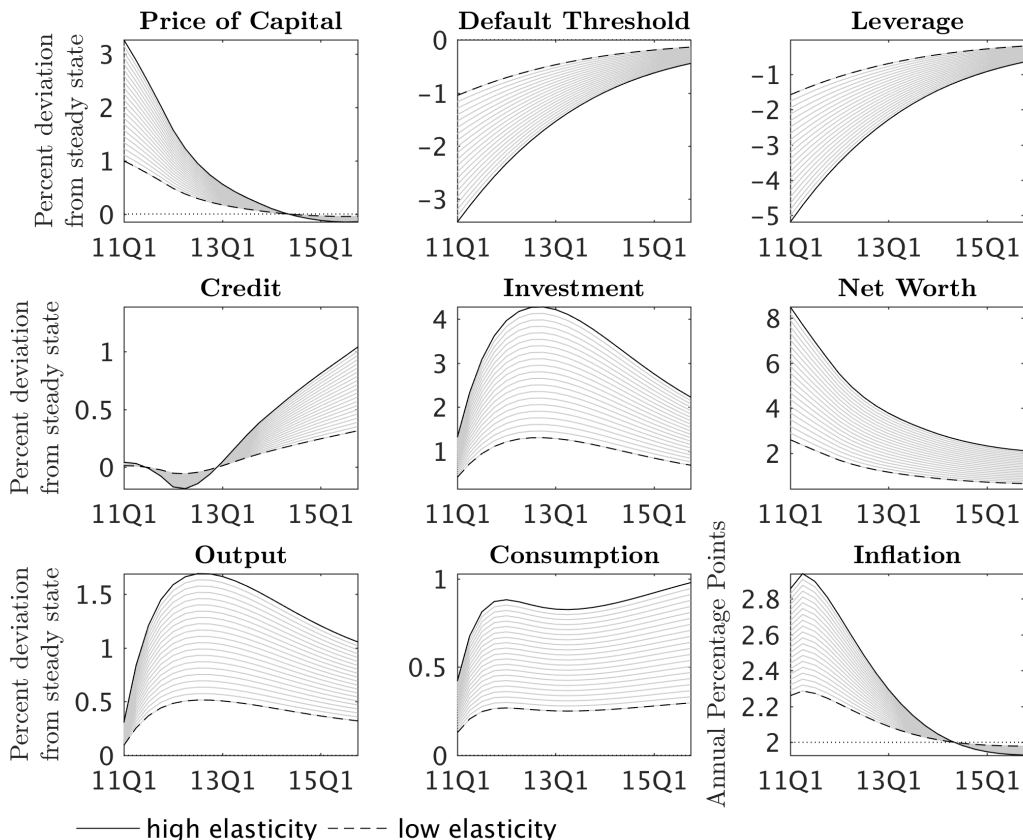 Price of Capital
Default Threshold
Leverage
Percent deviation
from steady state
3
2
1
0
11Q1
13Q1
15Q1
0
−1
−2
−3
11Q1
13Q1
15Q1
−1
−2
−3
−4
−5
11Q1
13Q1
15Q1
Credit
Investment
Net Worth
Percent deviation
from steady state
1
0.5
0
11Q1
13Q1
15Q1
4
3
2
1
11Q1
13Q1
15Q1
8
6
4
2
11Q1
13Q1
15Q1
Output
Consumption
Inflation
Percent deviation
from steady state
1.5
1
0.5
0
11Q1
13Q1
15Q1
1
0.5
0
11Q1
13Q1
15Q1
Annual Percentage Points
2.8
2.6
2.4
2.2
2
11Q1
13Q1
15Q1
high elasticity
low elasticity